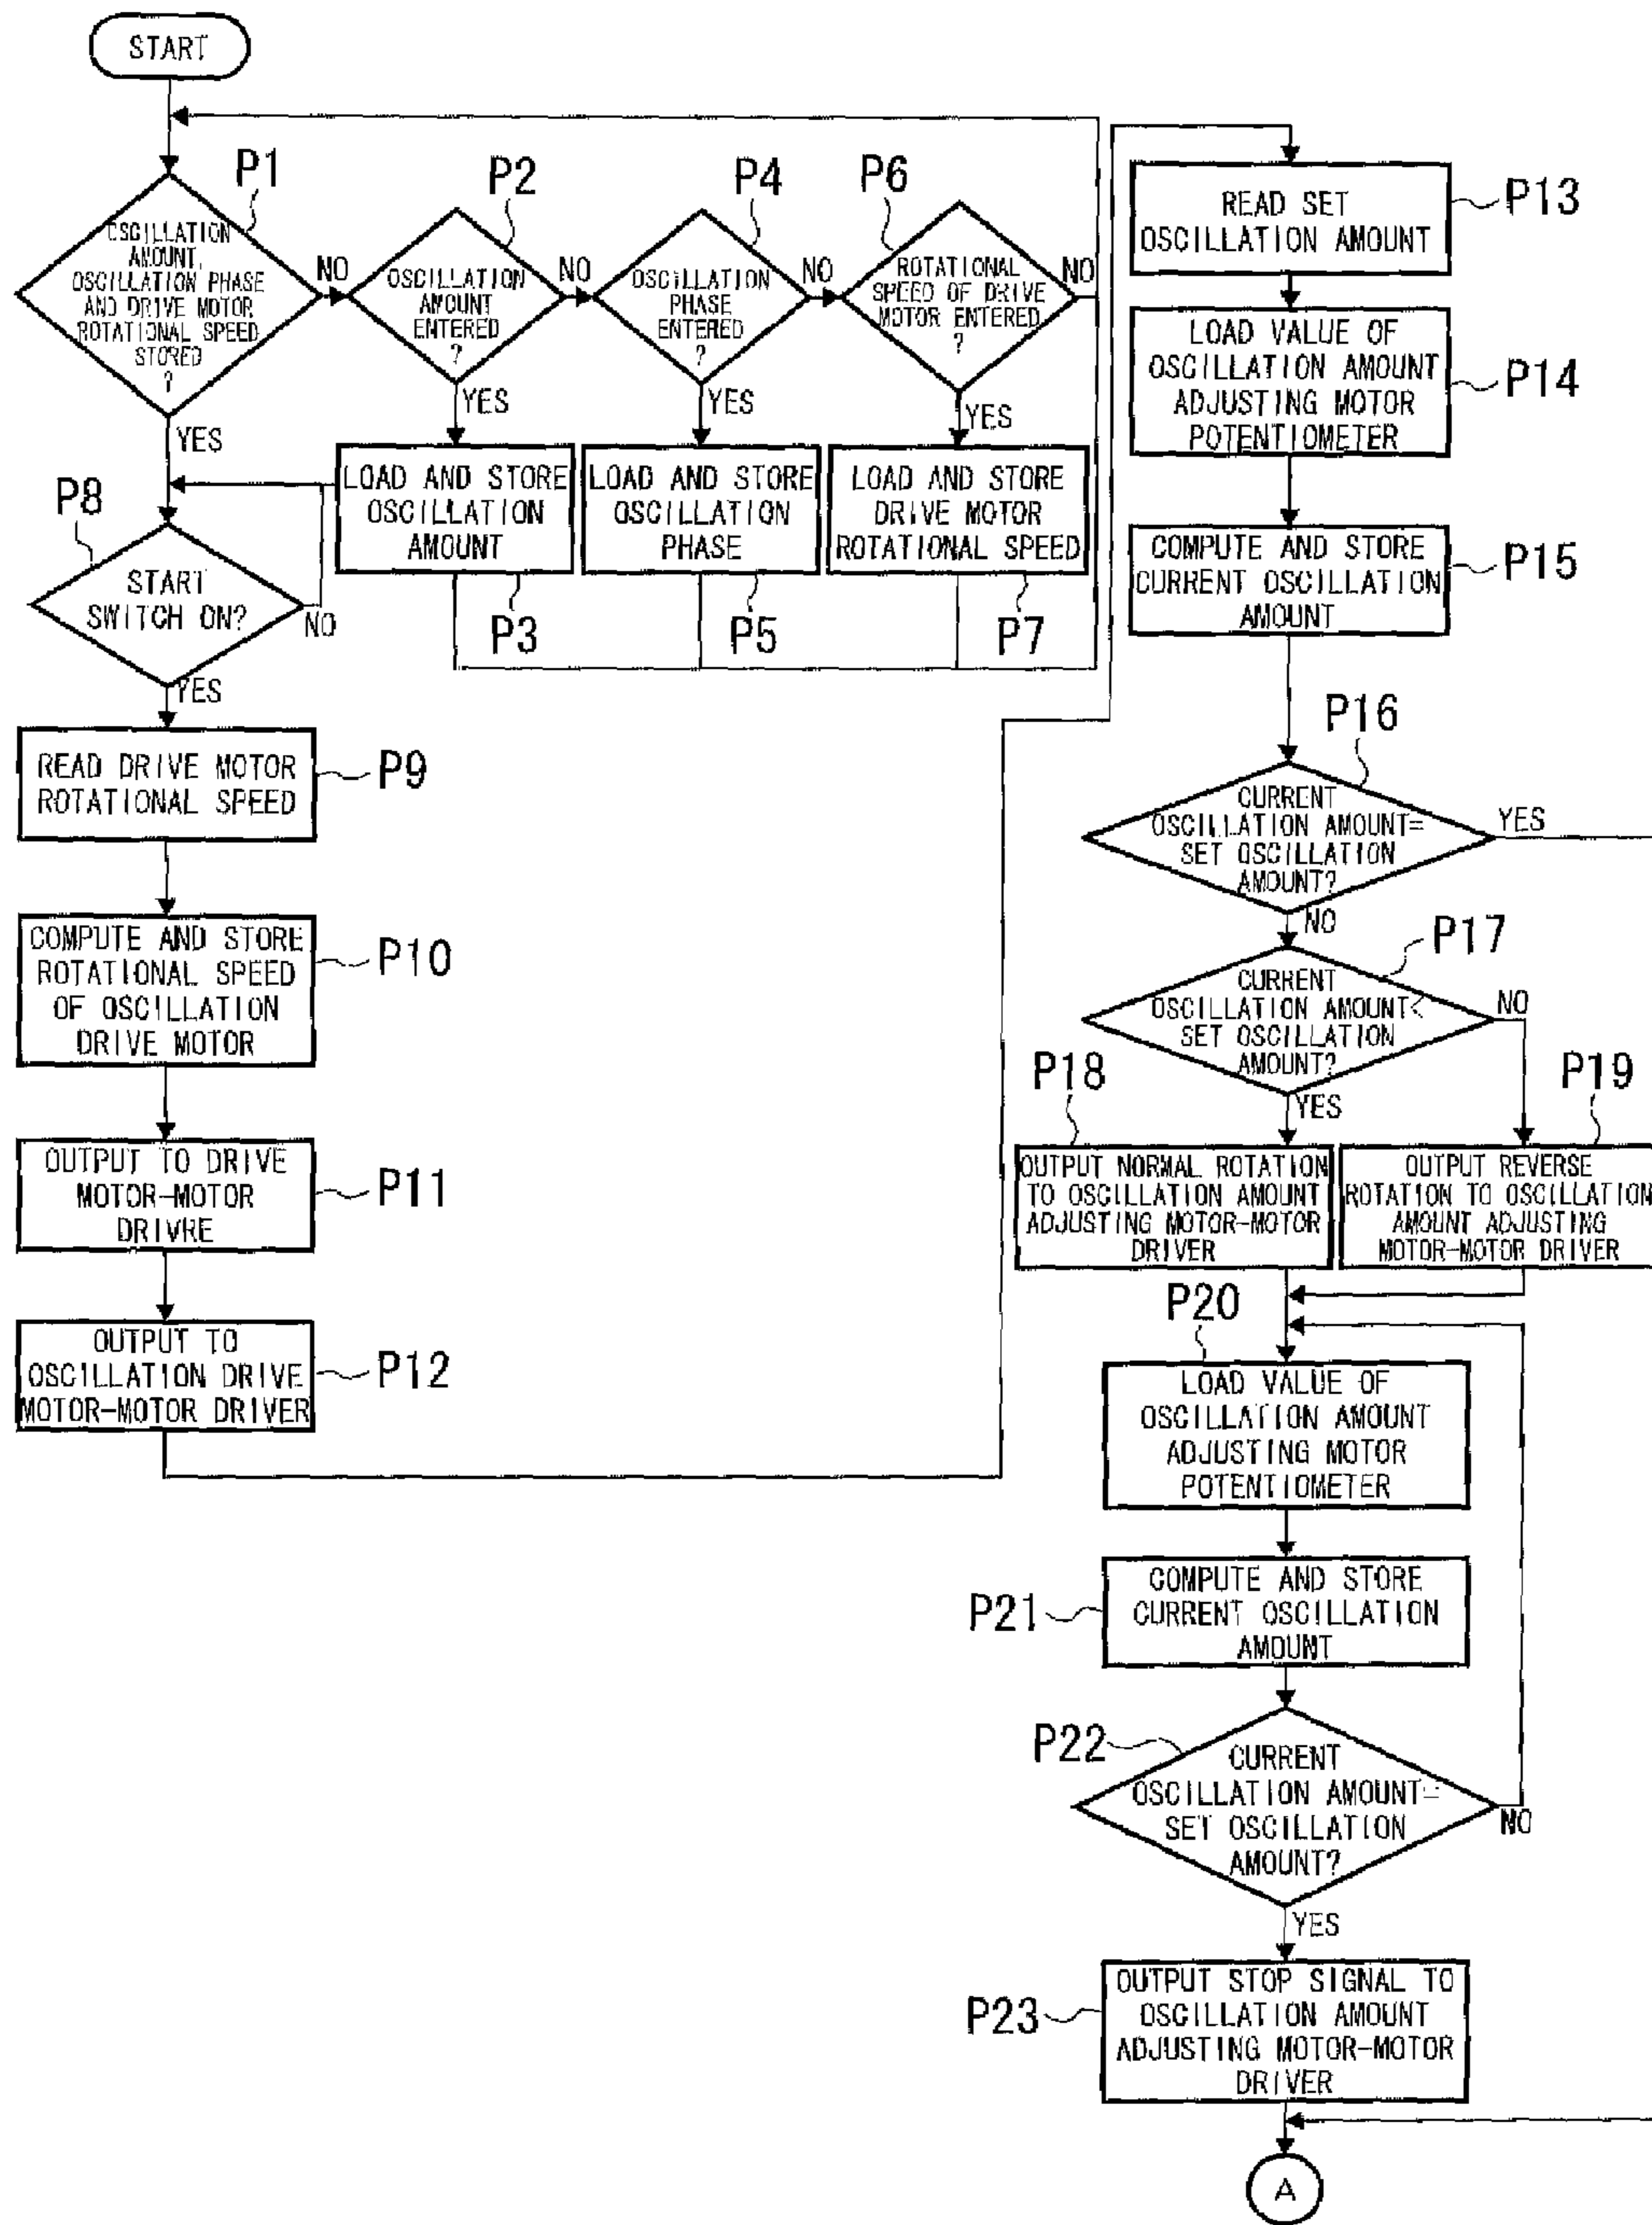 START
P1
OSCILLATION
AMOUNT,
OSCILLATION PHASE
AND DRIVE MOTOR
ROTATIONAL SPEED
STORED
?
NO
YES
P2
OSCILLATION
AMOUNT
ENTERED
?
NO
YES
P4
OSCILLATION
PHASE
ENTERED
?
NO
YES
P6
ROTATIONAL
SPEED OF DRIVE
MOTOR ENTERED
?
NO
YES
LOAD AND STORE
OSCILLATION
AMOUNT
P3
LOAD AND STORE
OSCILLATION
PHASE
P5
LOAD AND STORE
DRIVE MOTOR
ROTATIONAL SPEED
P7
P8
START
SWITCH ON?
NO
YES
READ DRIVE MOTOR
ROTATIONAL SPEED
P9
COMPUTE AND STORE
ROTATIONAL SPEED
OF OSCILLATION
DRIVE MOTOR
P10
OUTPUT TO DRIVE
MOTOR-MOTOR
DRIVRE
P11
OUTPUT TO
OSCILLATION DRIVE
MOTOR-MOTOR DRIVER
P12
READ SET
OSCILLATION AMOUNT
P13
LOAD VALUE OF
OSCILLATION AMOUNT
ADJUSTING MOTOR
POTENTIOMETER
P14
COMPUTE AND STORE
CURRENT OSCILLATION
AMOUNT
P15
P16
CURRENT
OSCILLATION AMOUNT=
SET OSCILLATION
AMOUNT?
YES
NO
P17
CURRENT
OSCILLATION AMOUNT<
SET OSCILLATION
AMOUNT?
NO
YES
P18
OUTPUT NORMAL ROTATION
TO OSCILLATION AMOUNT
ADJUSTING MOTOR-MOTOR
DRIVER
P19
OUTPUT REVERSE
ROTATION TO OSCILLATION
AMOUNT ADJUSTING
MOTOR-MOTOR DRIVER
P20
LOAD VALUE OF
OSCILLATION AMOUNT
ADJUSTING MOTOR
POTENTIOMETER
P21
COMPUTE AND STORE
CURRENT OSCILLATION
AMOUNT
P22
CURRENT
OSCILLATION AMOUNT=
SET OSCILLATION
AMOUNT?
NO
YES
P23
OUTPUT STOP SIGNAL TO
OSCILLATION AMOUNT
ADJUSTING MOTOR-MOTOR
DRIVER
A